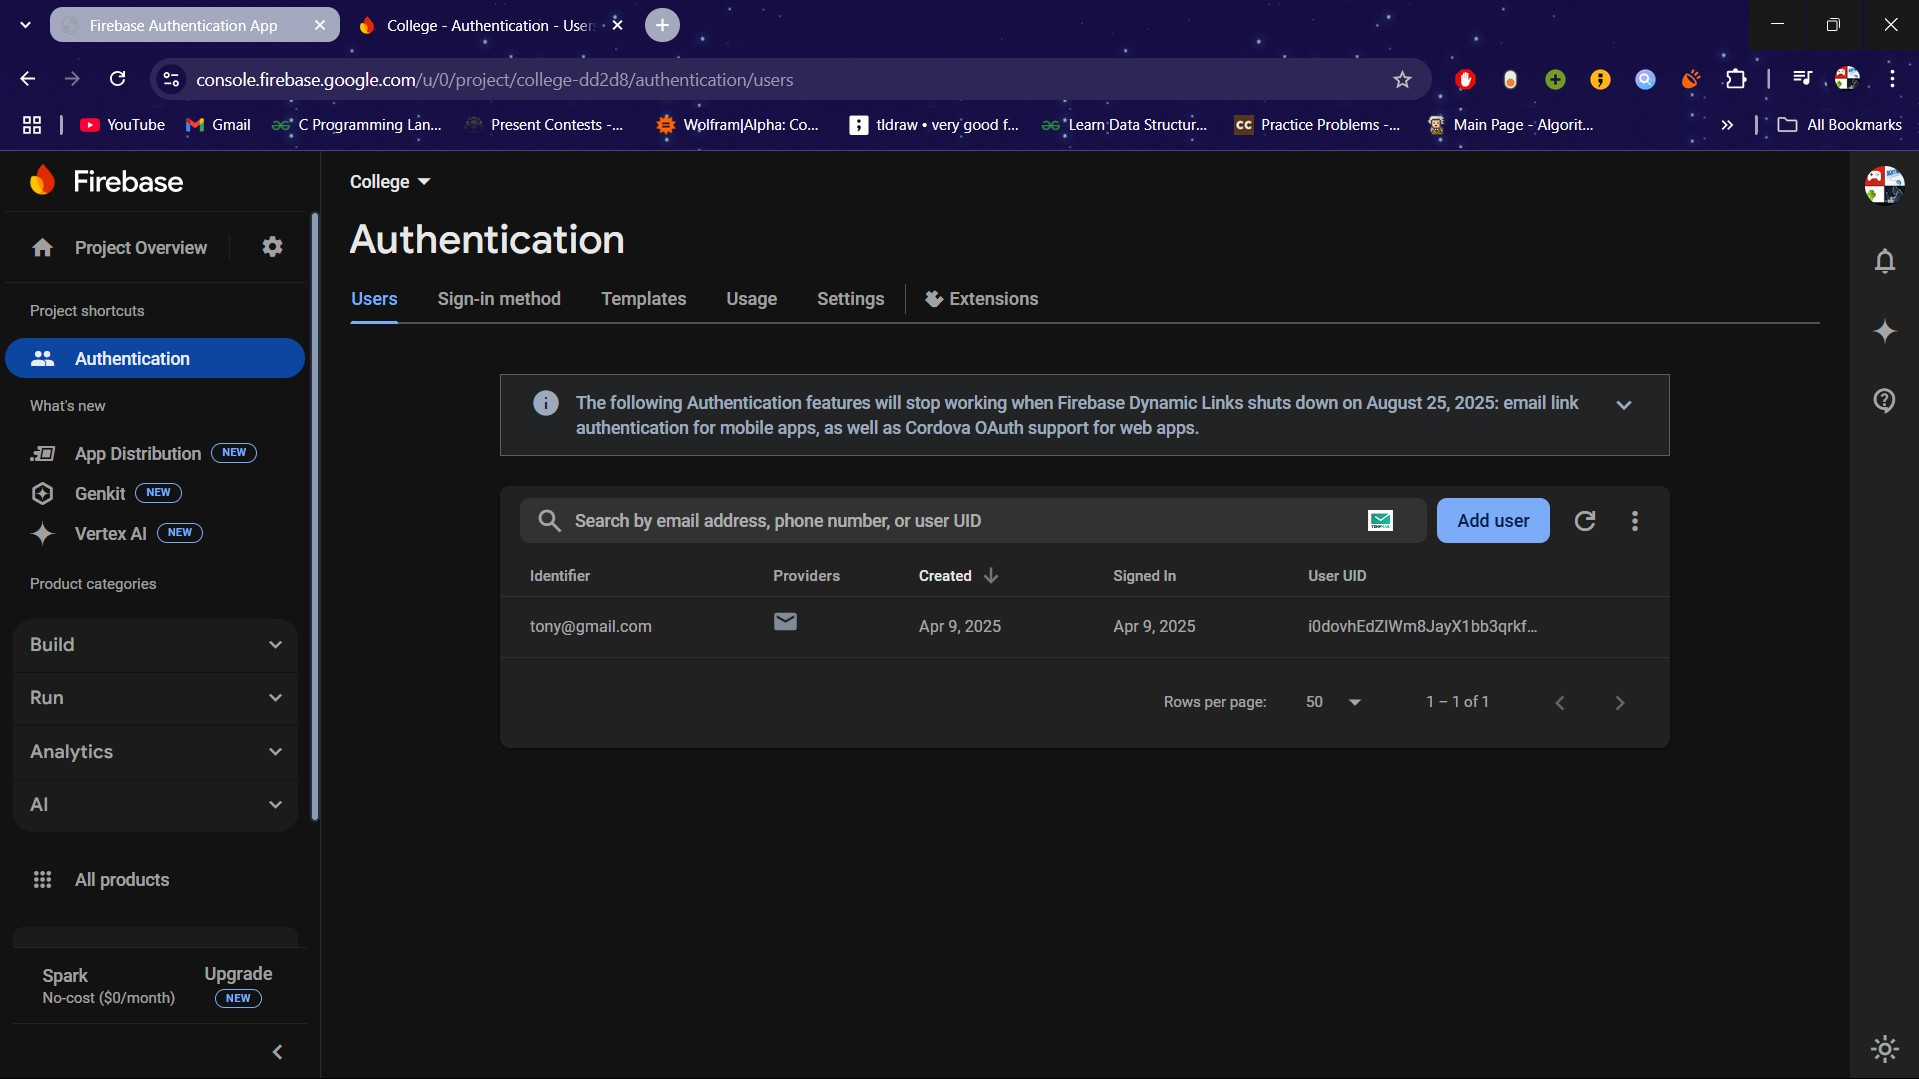 Firebase Authentication App
College - Authentication - User
console.firebase.google.com/u/0/project/college-dd2d8/authentication/users
YouTube
Gmail
C Programming Lan...
Present Contests -...
Wolfram|Alpha: Co...
tldraw • very good f...
Learn Data Structur...
CC
Practice Problems -...
Main Page - Algorit...
All Bookmarks
Firebase
College
Project Overview
Authentication
Users
Sign-in method
Templates
Usage
Settings
Extensions
Project shortcuts
Authentication
What's new
App Distribution NEW
Genkit NEW
Vertex AI NEW
Product categories
Build
Run
Analytics
AI
All products
Spark
No-cost ($0/month)
Upgrade
NEW
The following Authentication features will stop working when Firebase Dynamic Links shuts down on August 25, 2025: email link
authentication for mobile apps, as well as Cordova OAuth support for web apps.
Search by email address, phone number, or user UID
Add user
Identifier Providers Created Signed In User UID
tony@gmail.com Apr 9, 2025 Apr 9, 2025 i0dovhEdZIWm8JayX1bb3qrkf...
Rows per page: 50 1 – 1 of 1